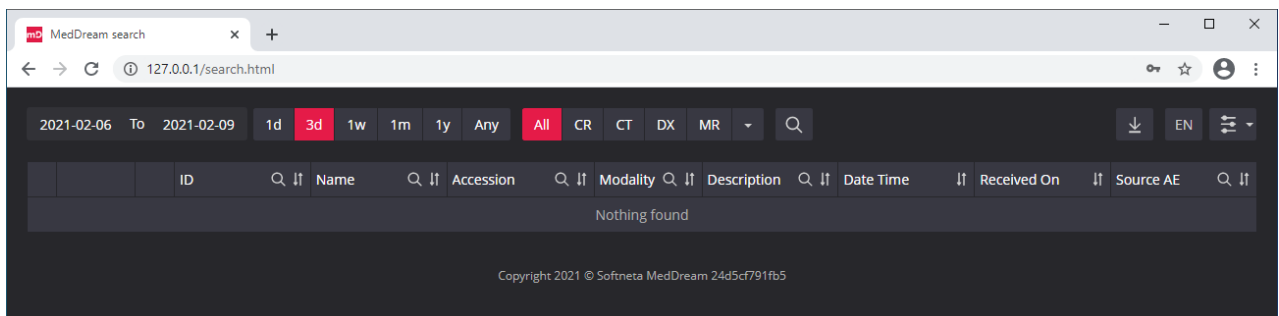 mD MedDream search
127.0.0.1/search.html
2021-02-06 To 2021-02-09 1d 3d 1w 1m 1y Any All CR CT DX MR EN
ID Name Accession Modality Description Date Time Received On Source AE
Nothing found
Copyright 2021 © Softneta MedDream 24d5cf791fb5